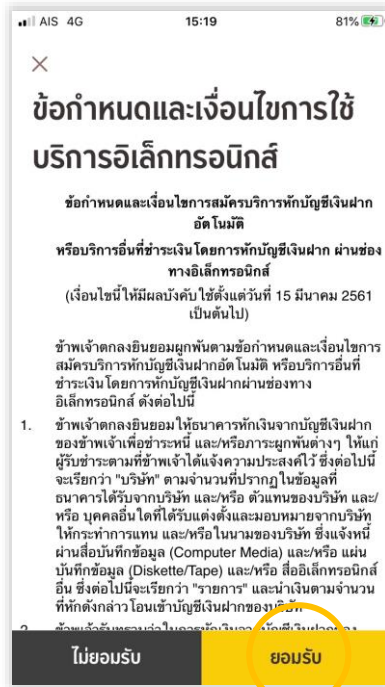 AIS 4G 15:19 81%
ข้อกำหนดและเงื่อนไขการใช้
บริการอิเล็กทรอนิกส์
ข้อกำหนดและเงื่อนไขการสมัครบริการหักบัญชีเงินฝาก
อัตโนมัติ
หรือบริการอื่นที่ชำระเงินโดยการหักบัญชีเงินฝาก ผ่านช่อง
ทางอิเล็กทรอนิกส์
(เงื่อนไขนี้ให้มีผลบังคับใช้ตั้งแต่วันที่ 15 มีนาคม 2561
เป็นต้นไป)
ข้าพเจ้าตกลงยินยอมผูกพันตามข้อกำหนดและเงื่อนไขการ
สมัครบริการหักบัญชีเงินฝากอัตโนมัติ หรือบริการอื่นที่
ชำระเงินโดยการหักบัญชีเงินฝากผ่านช่องทาง
อิเล็กทรอนิกส์ ดังต่อไปนี้
1. ข้าพเจ้าตกลงยินยอมให้ธนาคารหักเงินจากบัญชีเงินฝาก
ของข้าพเจ้าเพื่อชำระหนี้ และ/หรือภาระผูกพันต่างๆ ให้แก่
ผู้รับชำระตามที่ข้าพเจ้าได้แจ้งความประสงค์ไว้ ซึ่งต่อไปนี้
จะเรียกว่า "บริษัท" ตามจำนวนที่ปรากฏในข้อมูลที่
ธนาคารได้รับจากบริษัท และ/หรือ ตัวแทนของบริษัท และ/
หรือ บุคคลอื่นใดที่ได้รับแต่งตั้งและมอบหมายจากบริษัท
ให้กระทำการแทน และ/หรือในนามของบริษัท ซึ่งแจ้งหนี้
ผ่านสื่อบันทึกข้อมูล (Computer Media) และ/หรือ แผ่น
บันทึกข้อมูล (Diskette/Tape) และ/หรือ สื่ออิเล็กทรอนิกส์
อื่น ซึ่งต่อไปนี้จะเรียกว่า "รายการ" และนำเงินตามจำนวน
ที่หักดังกล่าวโอนเข้าบัญชีเงินฝากของบริษัท
ไม่ยอมรับ ยอมรับ